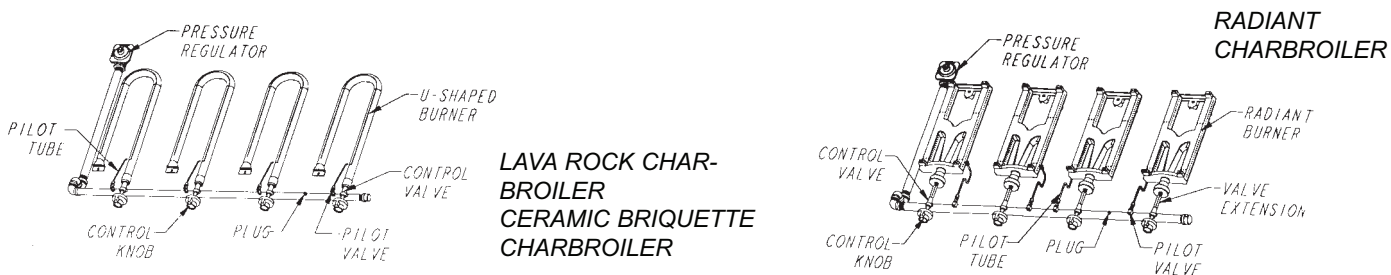 PRESSURE
REGULATOR
U-SHAPED
BURNER
PILOT
TUBE
CONTROL
VALVE
CONTROL
KNOB
PLUG
PILOT
VALVE
LAVA ROCK CHAR-
BROILER
CERAMIC BRIQUETTE
CHARBROILER
RADIANT
CHARBROILER
PRESSURE
REGULATOR
RADIANT
BURNER
CONTROL
VALVE
VALVE
EXTENSION
CONTROL
KNOB
PILOT
TUBE
PLUG
PILOT
VALVE